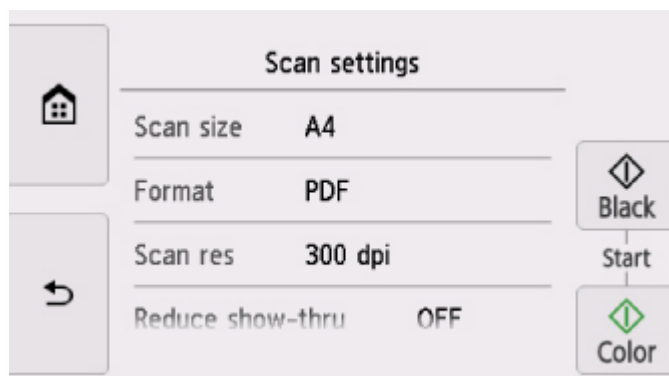 Scan settings
Scan size A4
Format PDF
Scan res 300 dpi
Reduce show-thru OFF
Black
Start
Color